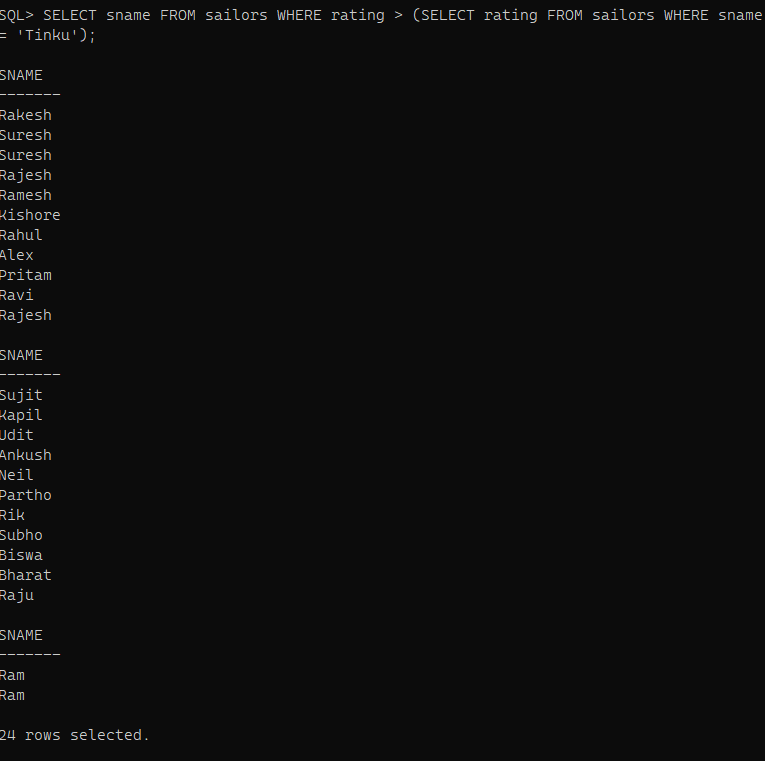 SQL> SELECT sname FROM sailors WHERE rating > (SELECT rating FROM sailors WHERE sname
= 'Tinku');
SNAME
-------
Rakesh
Suresh
Suresh
Rajesh
Ramesh
Kishore
Rahul
Alex
Pritam
Ravi
Rajesh
SNAME
-------
Sujit
Kapil
Udit
Ankush
Neil
Partho
Rik
Subho
Biswa
Bharat
Raju
SNAME
-------
Ram
Ram
24 rows selected.